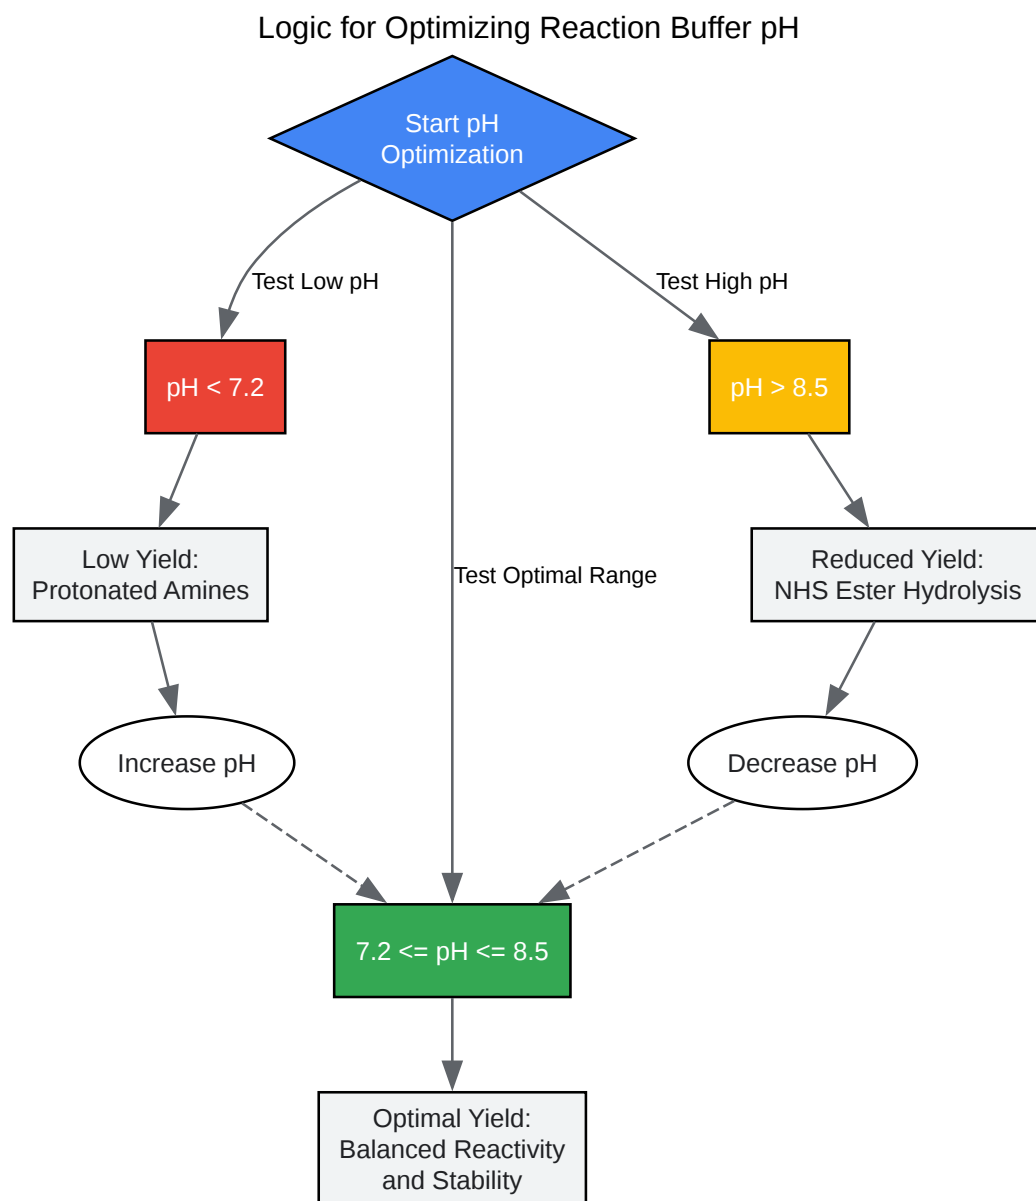 Logic for Optimizing Reaction Buffer pH
Start pH
Optimization
Test Low pH
Test High pH
pH < 7.2
pH > 8.5
Low Yield:
Protonated Amines
Test Optimal Range
Reduced Yield:
NHS Ester Hydrolysis
Increase pH
Decrease pH
7.2 <= pH <= 8.5
Optimal Yield:
Balanced Reactivity
and Stability